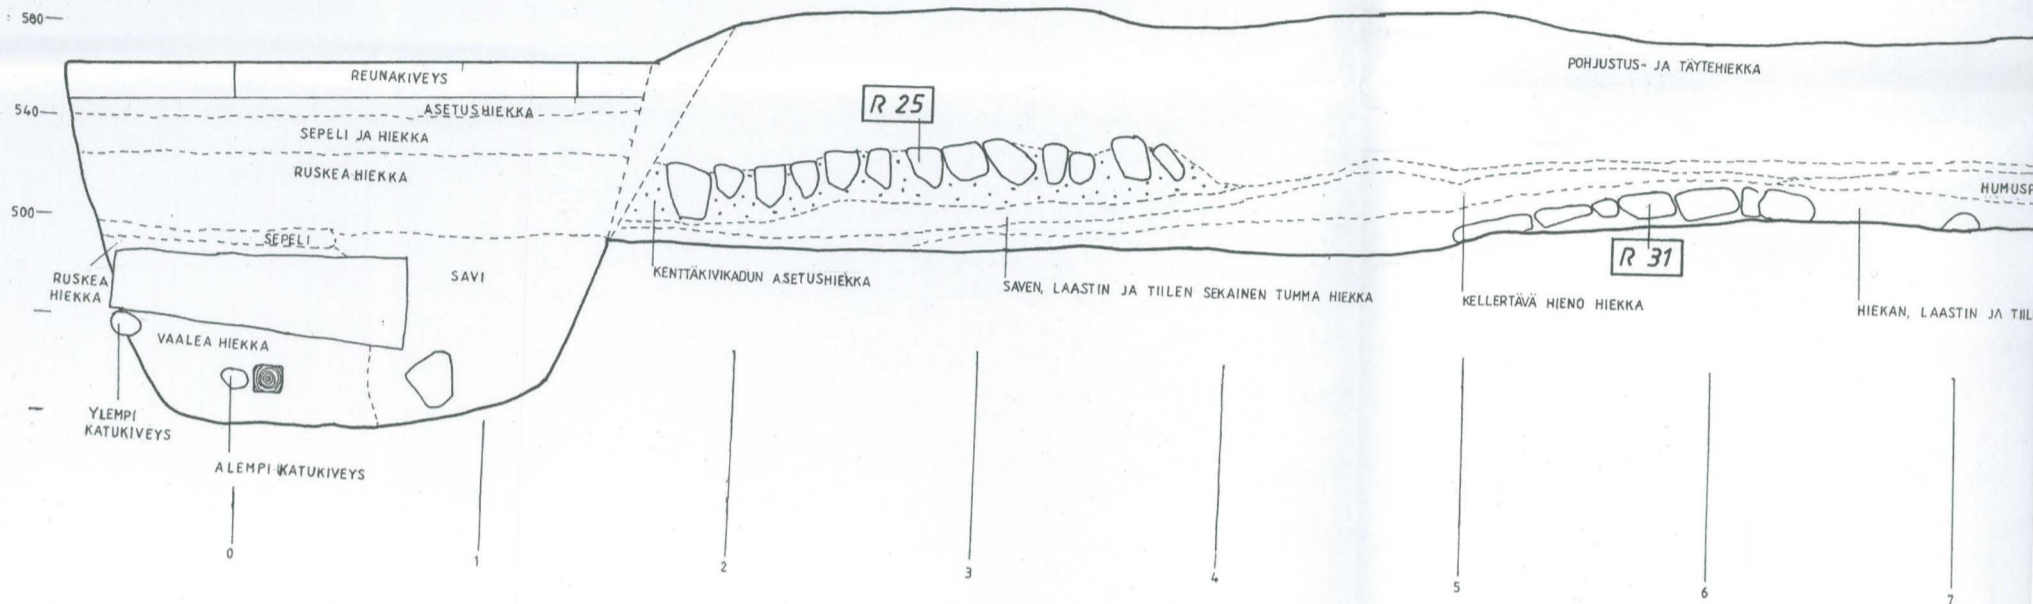 580
REUNAKIVEYS
POHJUSTUS- JA TÄYTEHIEKKA
540
ASETUSHIEKKA
R 25
SEPELI JA HIEKKA
RUSKEA HIEKKA
500
SEPELI
RUSKEA
HIEKKA
SAVI
KENTTÄKIVIKADUN ASETUSHIEKKA
SAVEN, LAASTIN JA TIILEN SEKAINEN TUMMA HIEKKA
R 31
KELLERTÄVÄ HIENO HIEKKA
HIEKAN, LAASTIN JA
VAALEA HIEKKA
YLEMPI
KATUKIVEYS
ALEMPI KATUKIVEYS
0
1
2
3
4
5
6
7